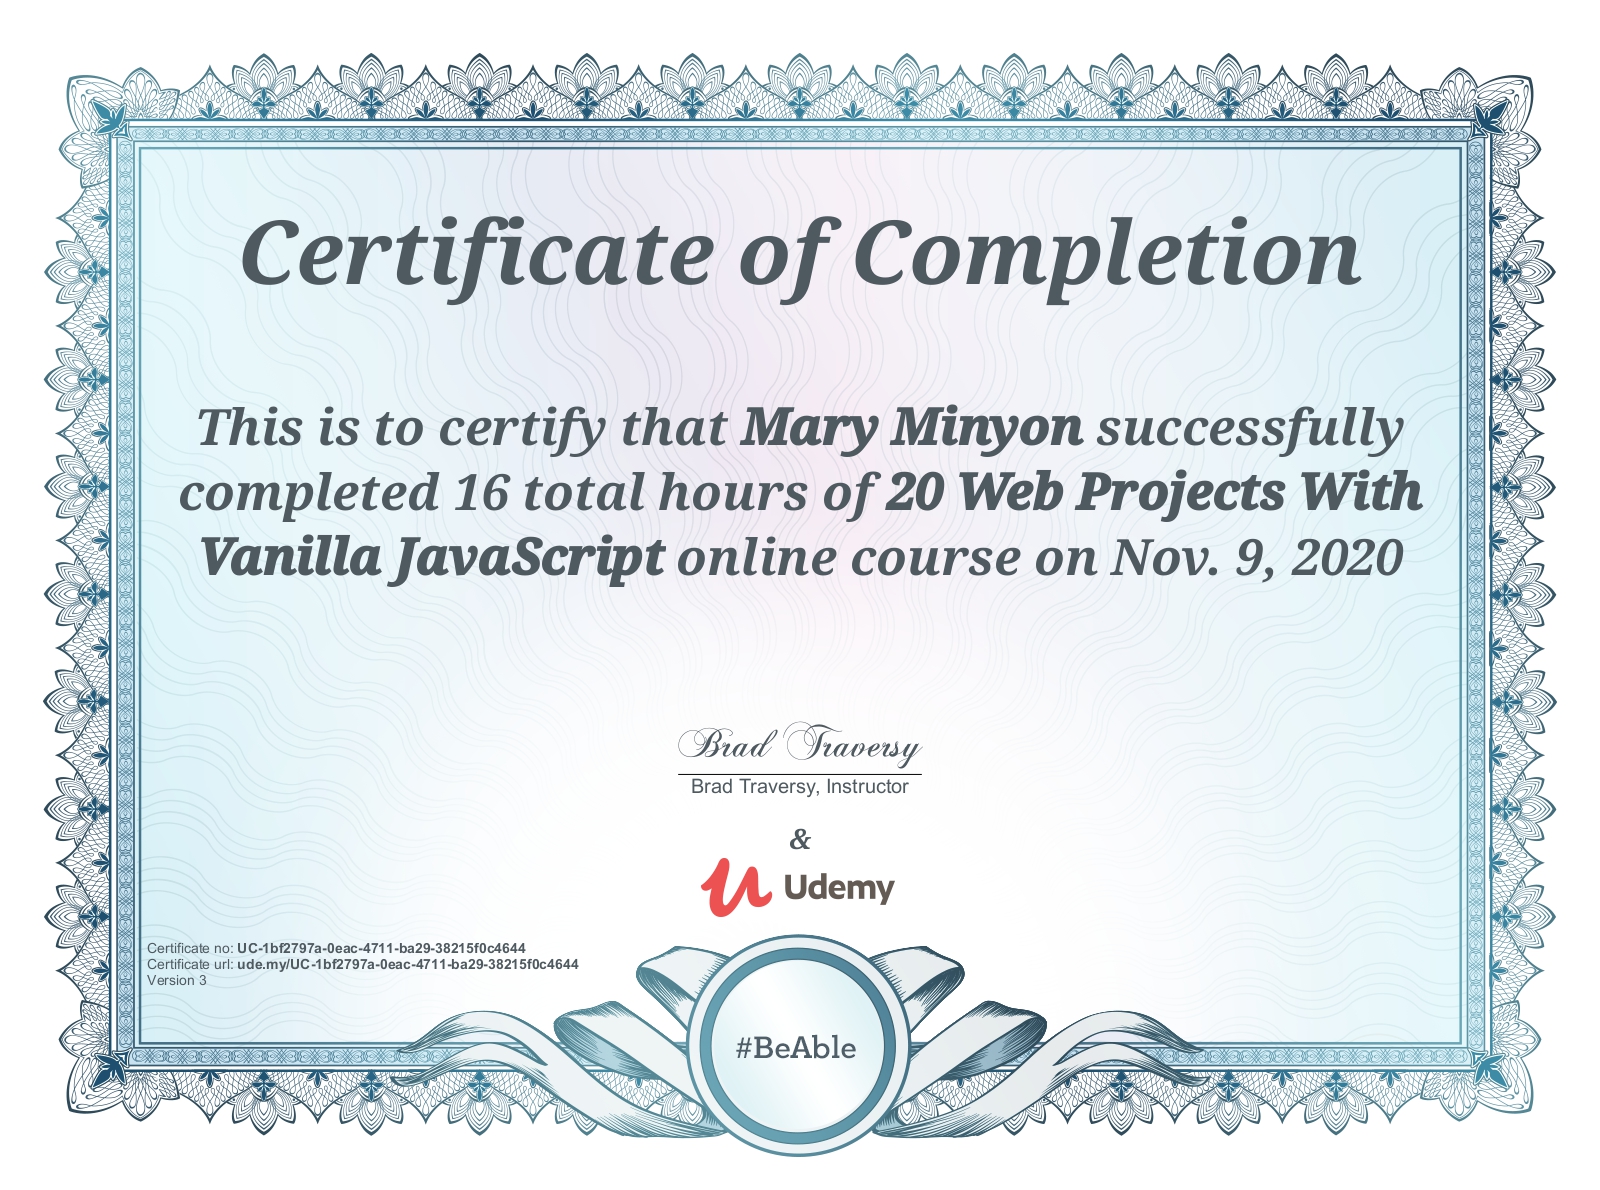 Certificate of Completion
This is to certify that Mary Minyon successfully
completed 16 total hours of 20 Web Projects With
Vanilla JavaScript online course on Nov. 9, 2020
Brad Traversy
Brad Traversy, Instructor
&
Udemy
Certificate no: UC-1bf2797a-0eac-4711-ba29-38215f0c4644
Certificate url: ude.my/UC-1bf2797a-0eac-4711-ba29-38215f0c4644
Version 3
#BeAble